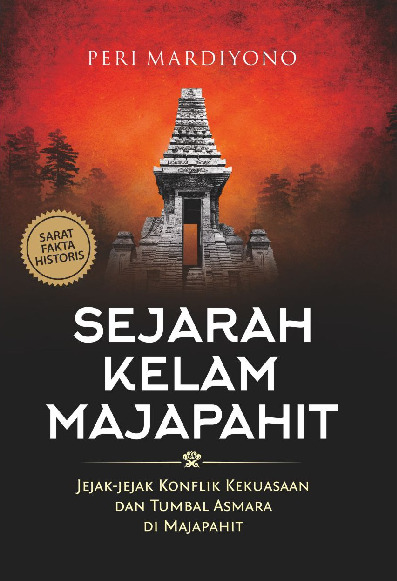 PERI MARDIYONO
SARAT
FAKTA
HISTORIS
SEJARAH
KELAM
MAJAPAHIT
JEJAK-JEJAK KONFLIK KEKUASAAN
DAN TUMBAL ASMARA
DI MAJAPAHIT